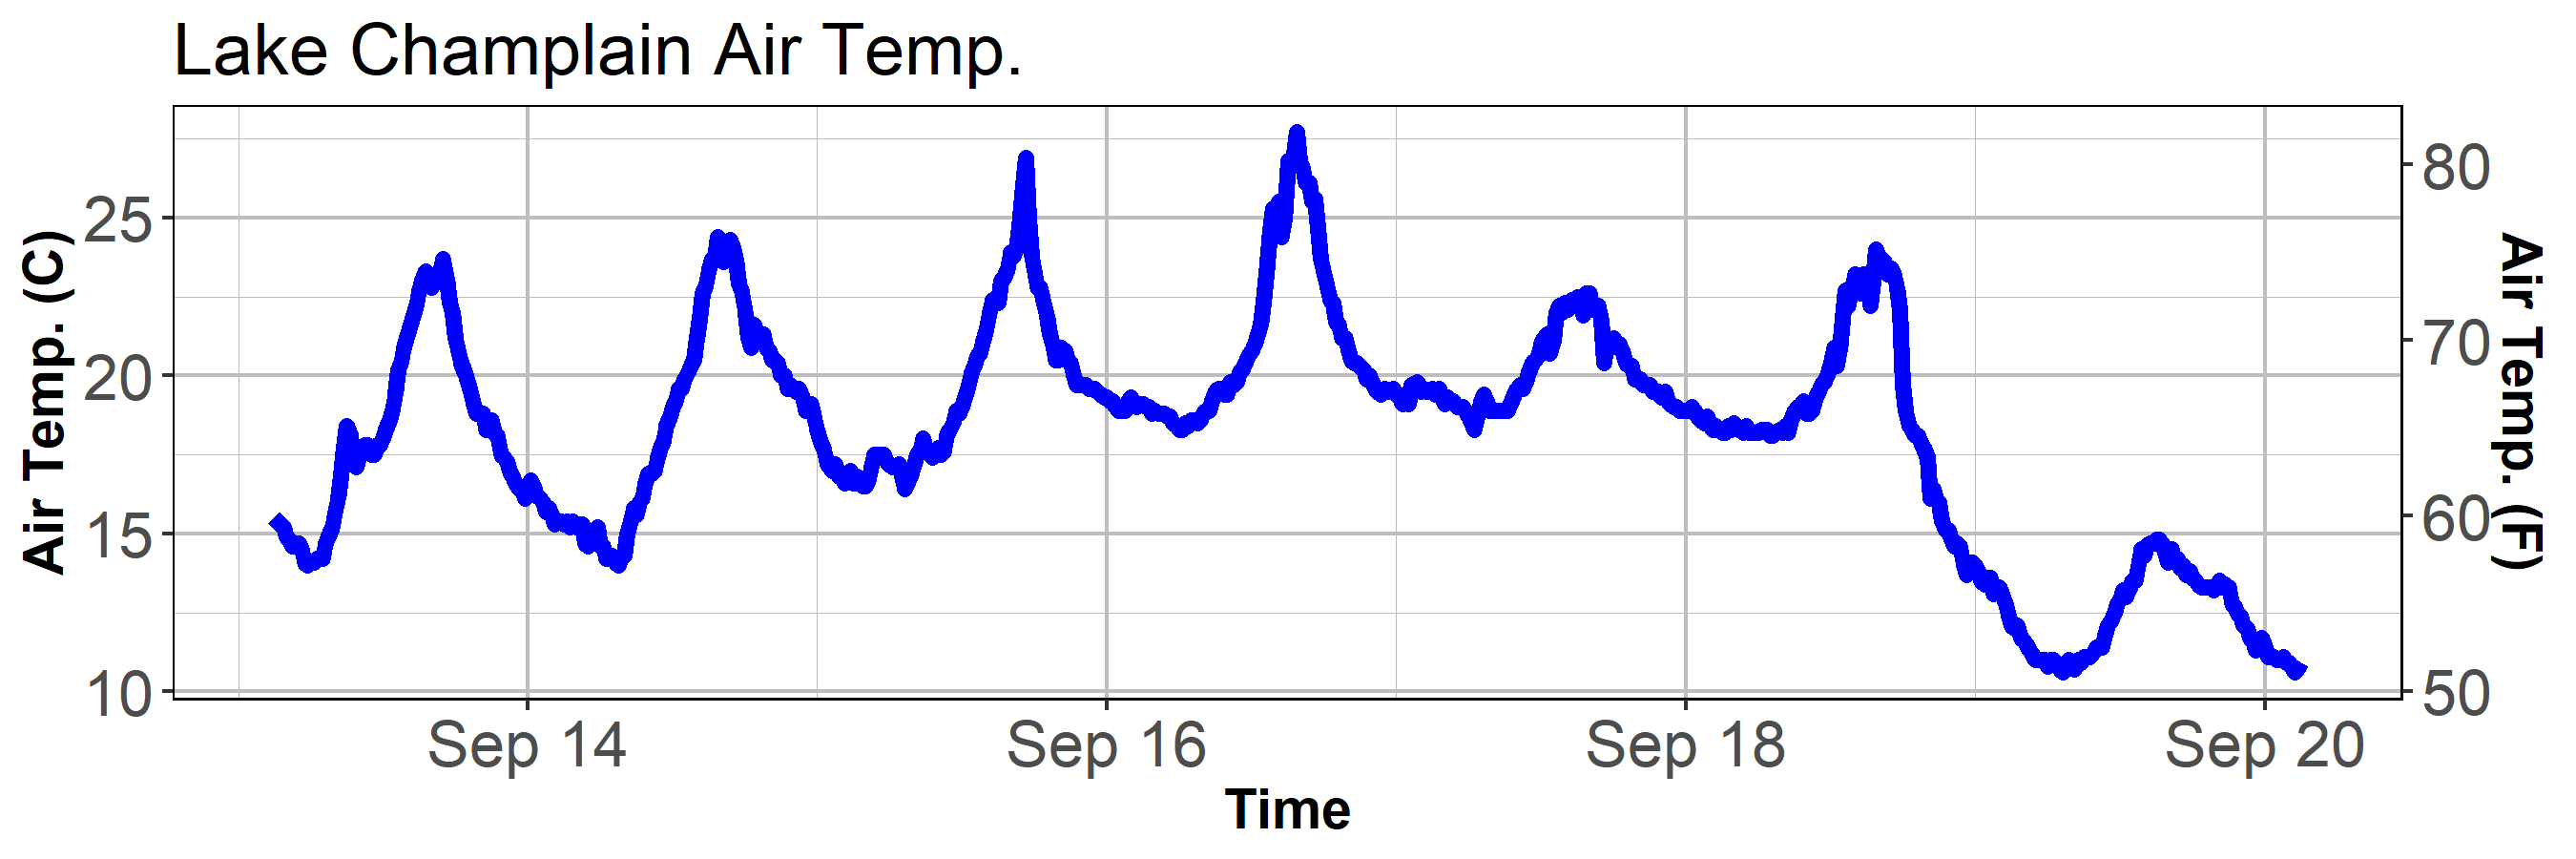 Lake Champlain Air Temp.
Air Temp. (C)
25
20
15
10
80
70
60
50
Air Temp. (F)
Sep 14
Sep 16
Sep 18
Sep 20
Time